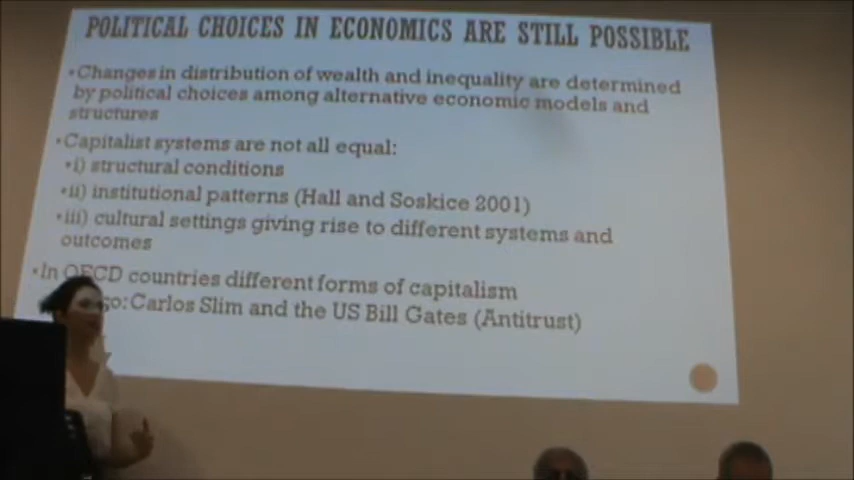 POLITICAL CHOICES IN ECONOMICS ARE STILL POSSIBLE
▪Changes in distribution of wealth and inequality are determined
by political choices among alternative economic models and
structures
▪Capitalist systems are not all equal:
▪i) structural conditions
▪ii) institutional patterns (Hall and Soskice 2001)
▪iii) cultural settings giving rise to different systems and
outcomes
▪In OECD countries different forms of capitalism
Carlos Slim and the US Bill Gates (Antitrust)